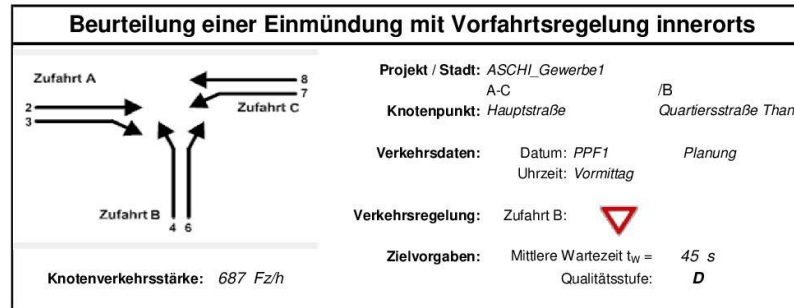 Beurteilung einer Einmündung mit Vorfahrtsregelung innerorts
Zufahrt A
8
7
Zufahrt C
2
3
Zufahrt B
4 6
Knotenverkehrsstärke: 687 Fz/h
Projekt / Stadt: ASCHI_Gewerbe1
A-C /B
Knotenpunkt: Hauptstraße Quartiersstraße Than
Verkehrsdaten: Datum: PPF1 Planung
Uhrzeit: Vormittag
Verkehrsregelung: Zufahrt B:
Zielvorgaben: Mittlere Wartezeit tw = 45 s
Qualitätsstufe: D